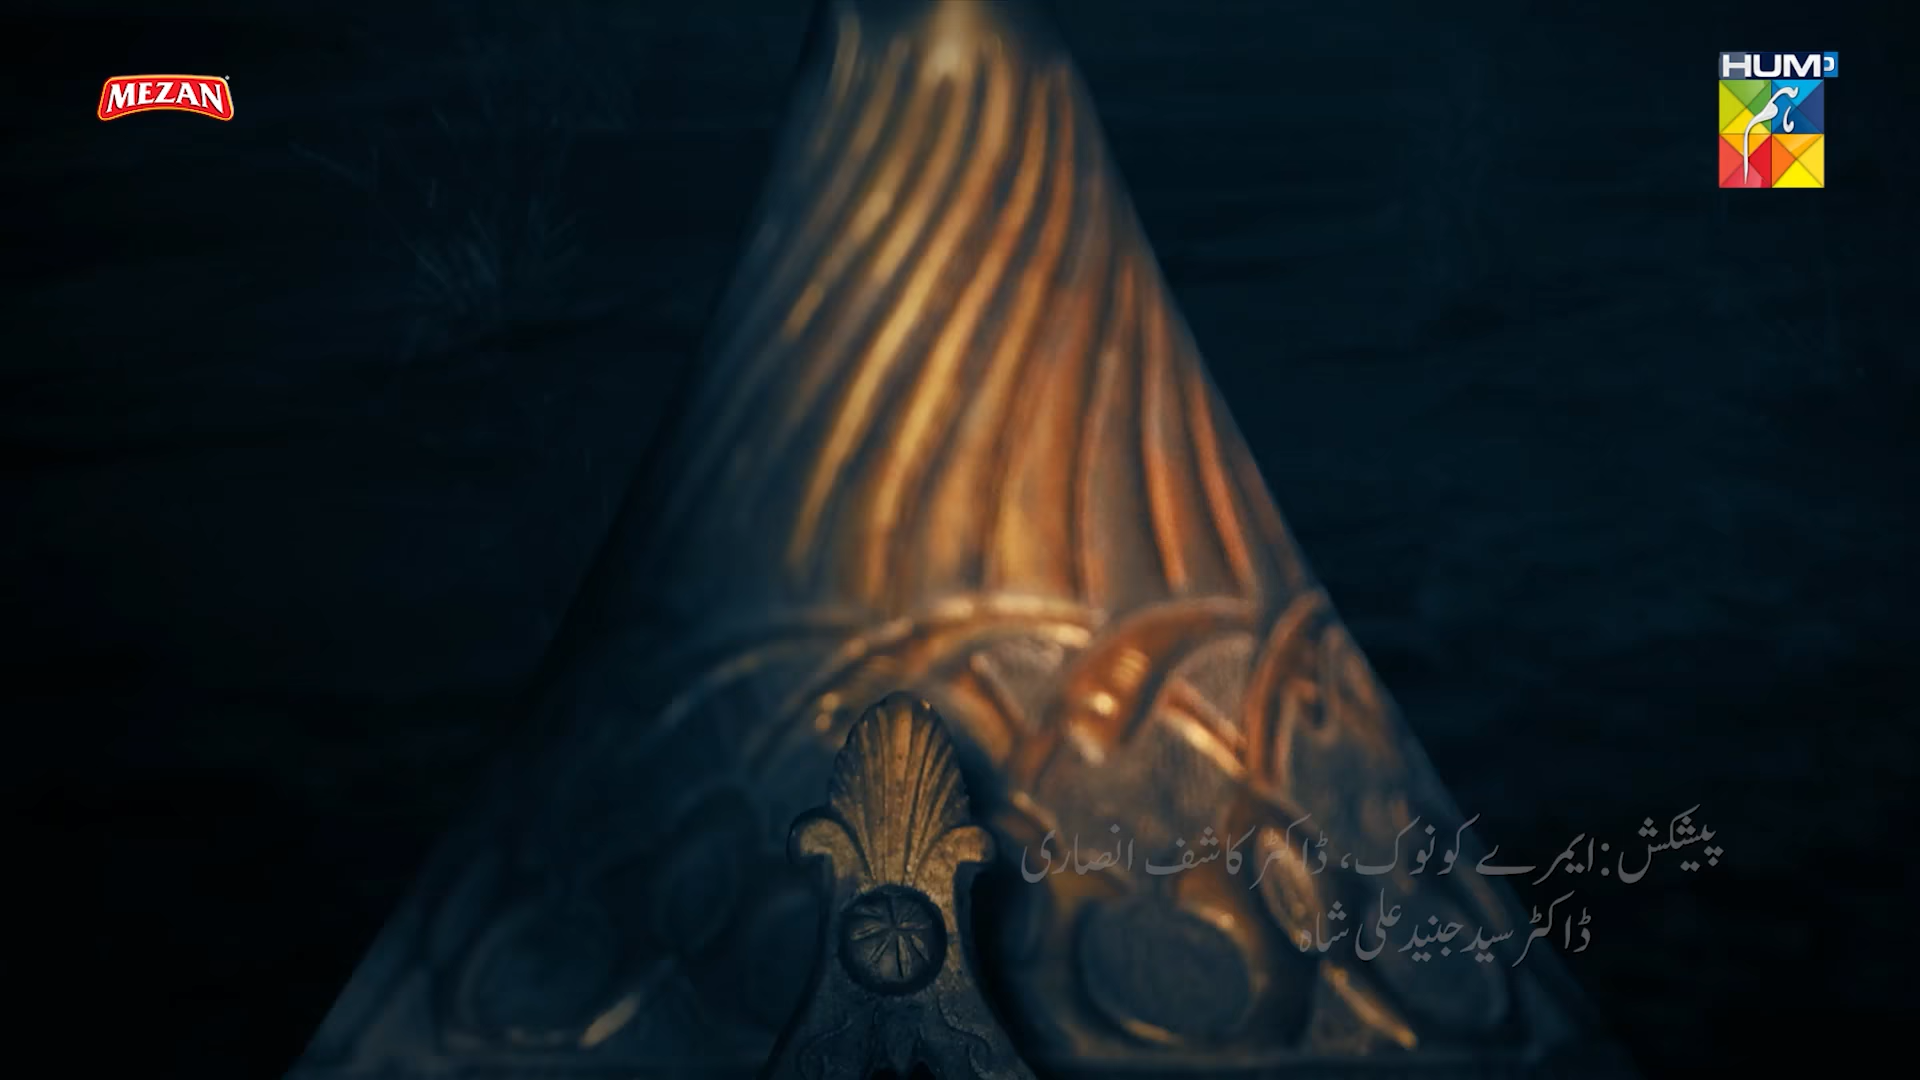 MEZAN
HUM
ہم
پیشکش: ایمرے کونوک، ڈاکٹر کاشف انصاری
ڈاکٹر سید جنید علی شاہ